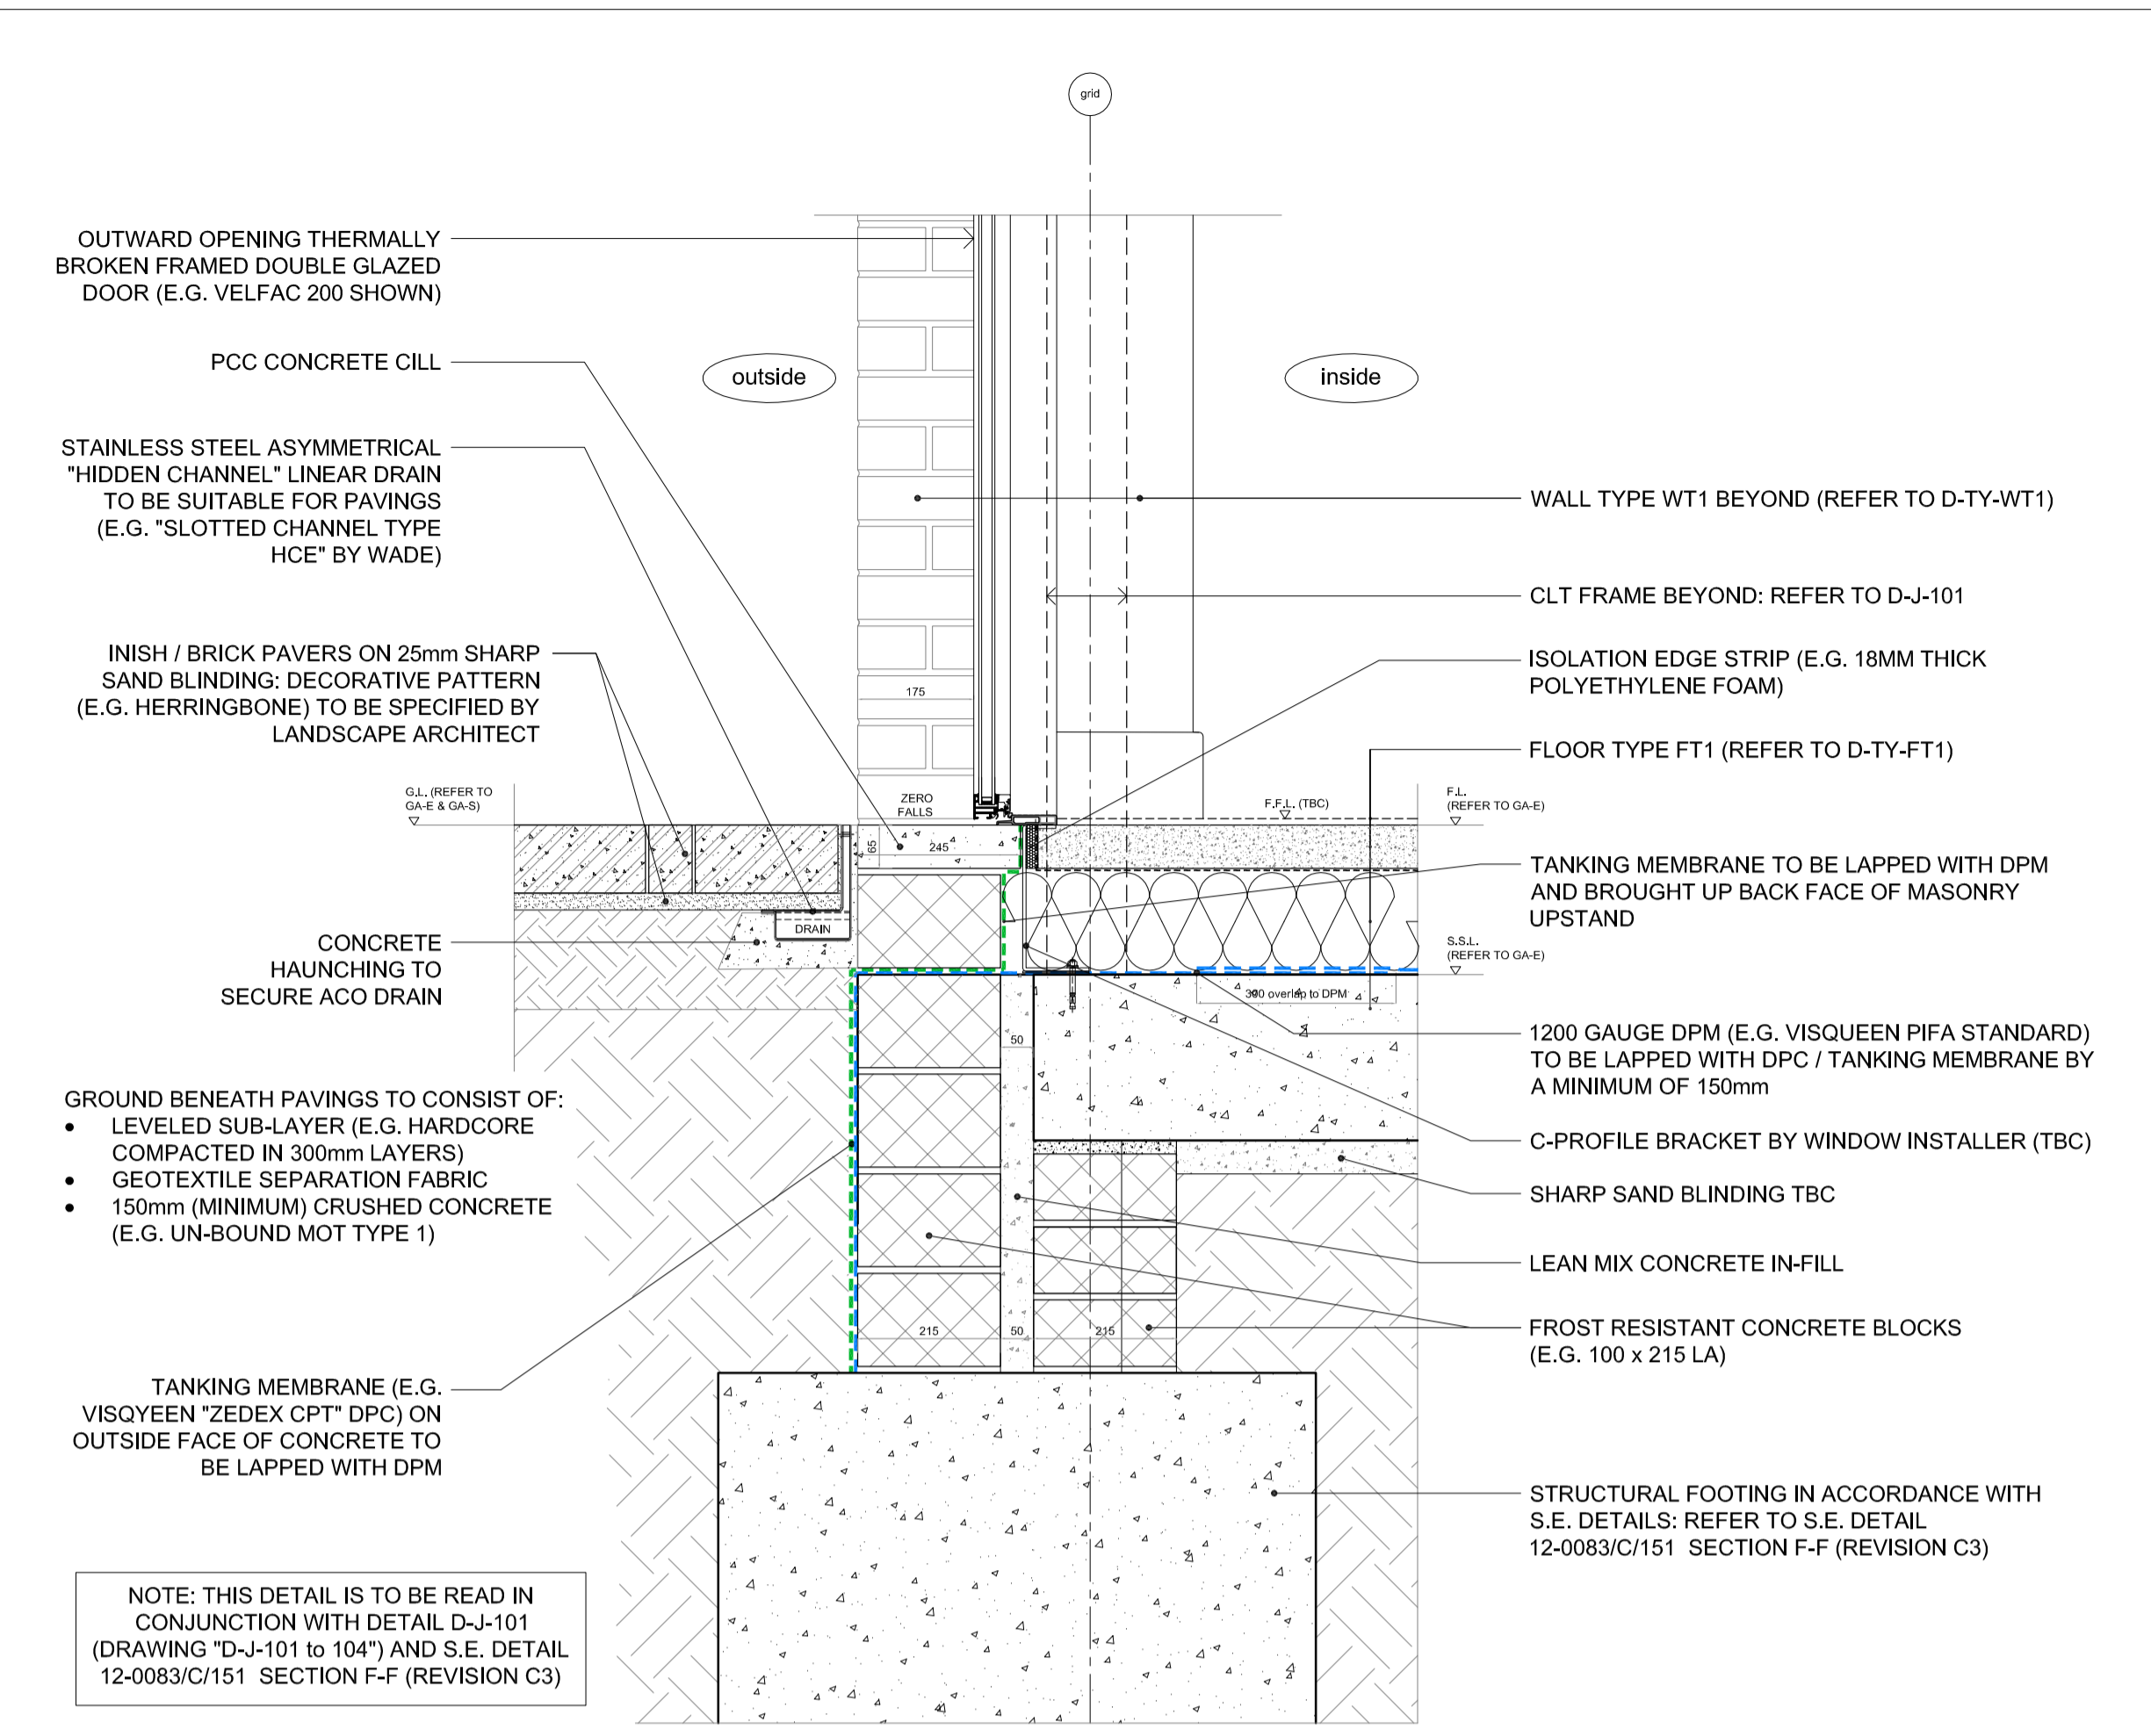 grid
OUTWARD OPENING THERMALLY
BROKEN FRAMED DOUBLE GLAZED
DOOR (E.G. VELFAC 200 SHOWN)
PCC CONCRETE CILL
outside
inside
STAINLESS STEEL ASYMMETRICAL
"HIDDEN CHANNEL" LINEAR DRAIN
TO BE SUITABLE FOR PAVINGS
(E.G. "SLOTTED CHANNEL TYPE
HCE" BY WADE)
WALL TYPE WT1 BEYOND (REFER TO D-TY-WT1)
CLT FRAME BEYOND: REFER TO D-J-101
INISH / BRICK PAVERS ON 25mm SHARP
SAND BLINDING: DECORATIVE PATTERN
(E.G. HERRINGBONE) TO BE SPECIFIED BY
LANDSCAPE ARCHITECT
ISOLATION EDGE STRIP (E.G. 18MM THICK
POLYETHYLENE FOAM)
175
FLOOR TYPE FT1 (REFER TO D-TY-FT1)
G.L. (REFER TO
GA-E & GA-S)
ZERO
FALLS
F.F.L. (TBC)
F.L.
(REFER TO GA-E)
65
245
TANKING MEMBRANE TO BE LAPPED WITH DPM
AND BROUGHT UP BACK FACE OF MASONRY
UPSTAND
DRAIN
CONCRETE
HAUNCHING TO
SECURE ACO DRAIN
S.S.L.
(REFER TO GA-E)
300 overlap to DPM
50
1200 GAUGE DPM (E.G. VISQUEEN PIFA STANDARD)
TO BE LAPPED WITH DPC / TANKING MEMBRANE BY
A MINIMUM OF 150mm
GROUND BENEATH PAVINGS TO CONSIST OF:
• LEVELED SUB-LAYER (E.G. HARDCORE
COMPACTED IN 300mm LAYERS)
• GEOTEXTILE SEPARATION FABRIC
• 150mm (MINIMUM) CRUSHED CONCRETE
(E.G. UN-BOUND MOT TYPE 1)
C-PROFILE BRACKET BY WINDOW INSTALLER (TBC)
SHARP SAND BLINDING TBC
LEAN MIX CONCRETE IN-FILL
215
50
215
FROST RESISTANT CONCRETE BLOCKS
(E.G. 100 x 215 LA)
TANKING MEMBRANE (E.G.
VISQYEEN "ZEDEX CPT" DPC) ON
OUTSIDE FACE OF CONCRETE TO
BE LAPPED WITH DPM
STRUCTURAL FOOTING IN ACCORDANCE WITH
S.E. DETAILS: REFER TO S.E. DETAIL
12-0083/C/151 SECTION F-F (REVISION C3)
NOTE: THIS DETAIL IS TO BE READ IN
CONJUNCTION WITH DETAIL D-J-101
(DRAWING "D-J-101 to 104") AND S.E. DETAIL
12-0083/C/151 SECTION F-F (REVISION C3)